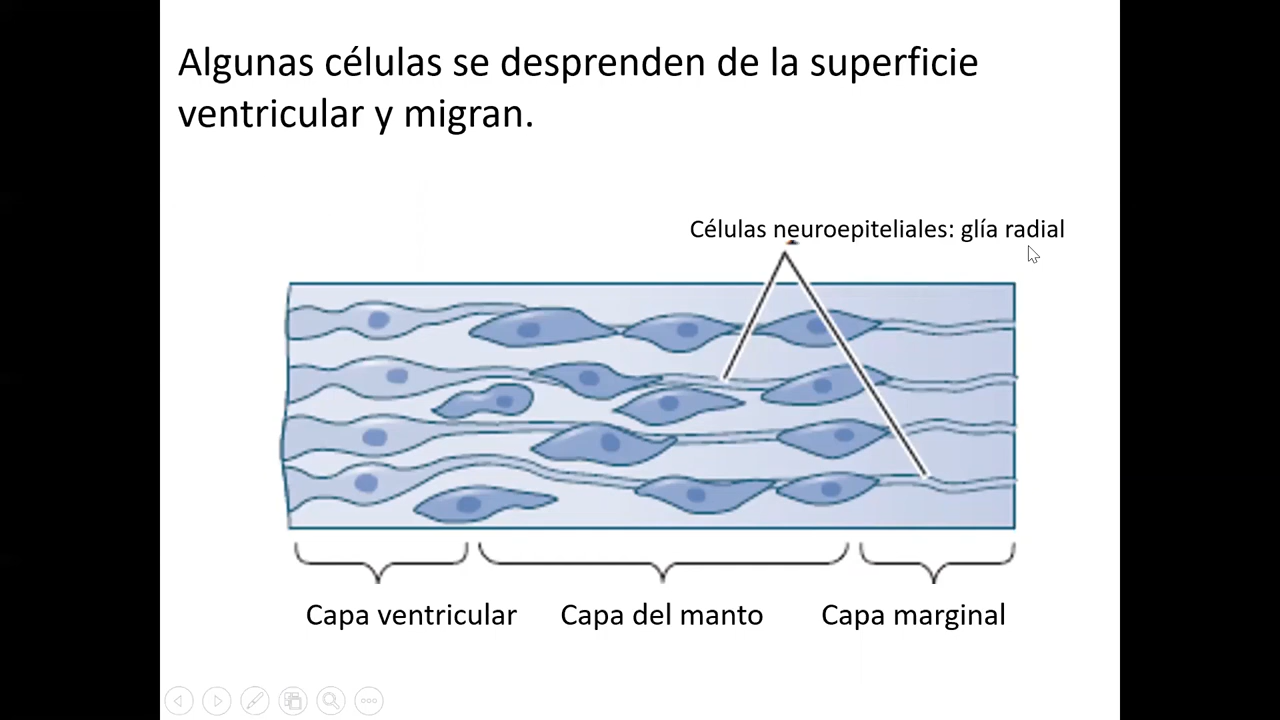 Algunas células se desprenden de la superficie
ventricular y migran.
Células neuroepiteliales: glía radial
Capa ventricular
Capa del manto
Capa marginal